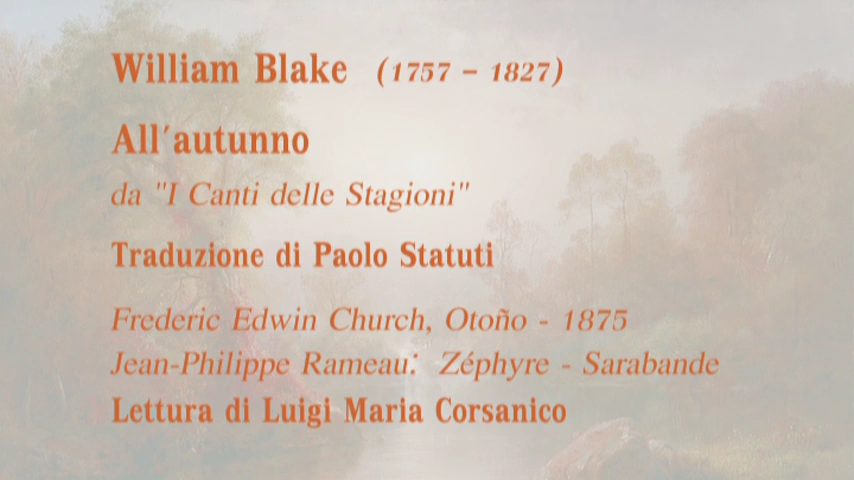 William Blake (1757 – 1827)
All'autunno
da "I Canti delle Stagioni"
Traduzione di Paolo Statuti
Frederic Edwin Church, Otoño - 1875
Jean-Philippe Rameau: Zéphyre - Sarabande
Lettura di Luigi Maria Corsanico